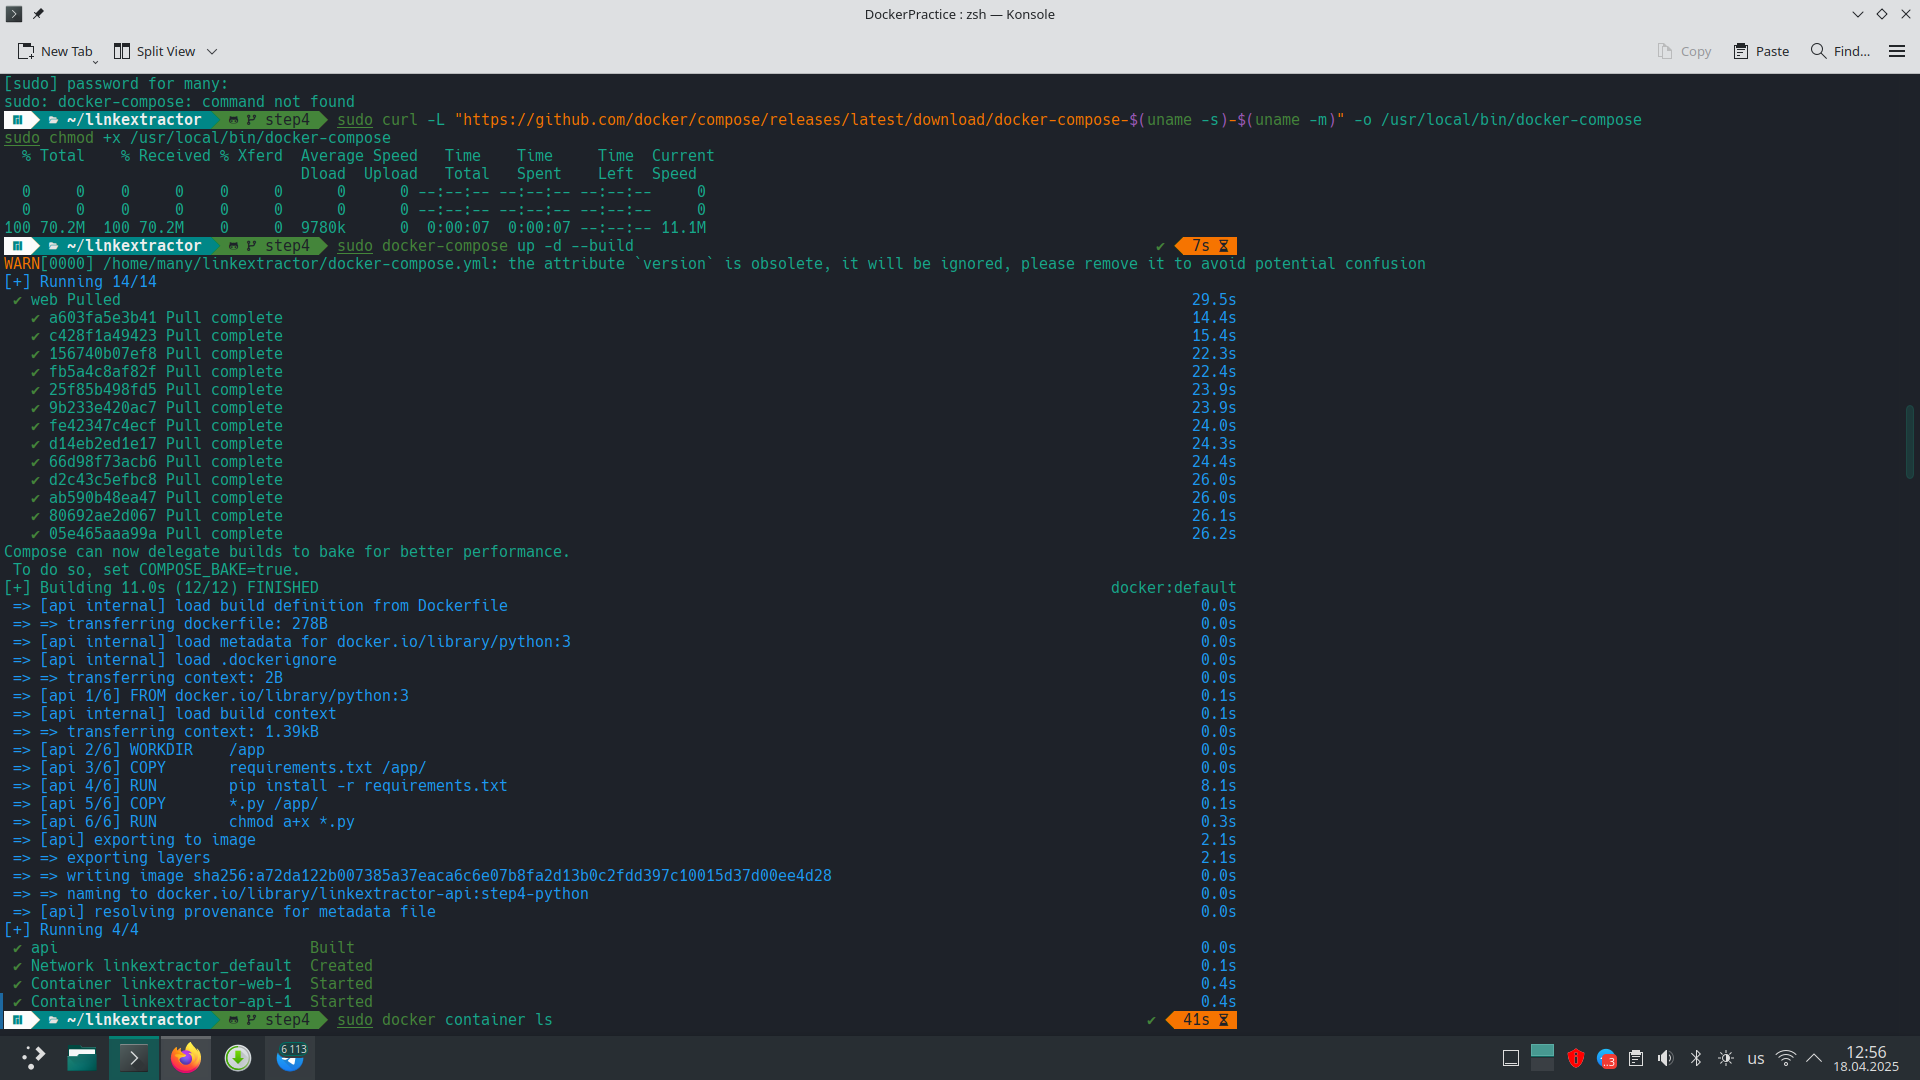 DockerPractice : zsh — Konsole
New Tab Split View Copy Paste Find...
[sudo] password for many:
sudo: docker-compose: command not found
~/linkextractor step4 sudo curl -L "https://github.com/docker/compose/releases/latest/download/docker-compose-$(uname -s)-$(uname -m)" -o /usr/local/bin/docker-compose
sudo chmod +x /usr/local/bin/docker-compose
% Total % Received % Xferd Average Speed Time Time Time Current
Dload Upload Total Spent Left Speed
0 0 0 0 0 0 0 0 --:--:-- --:--:-- --:--:-- 0
0 0 0 0 0 0 0 0 --:--:-- --:--:-- --:--:-- 0
100 70.2M 100 70.2M 0 0 9780k 0 0:00:07 0:00:07 --:--:-- 11.1M
~/linkextractor step4 sudo docker-compose up -d --build ✔ 7s
WARN[0000] /home/many/linkextractor/docker-compose.yml: the attribute `version` is obsolete, it will be ignored, please remove it to avoid potential confusion
[+] Running 14/14
✔ web Pulled 29.5s
✔ a603fa5e3b41 Pull complete 14.4s
✔ c428f1a49423 Pull complete 15.4s
✔ 156740b07ef8 Pull complete 22.3s
✔ fb5a4c8af82f Pull complete 22.4s
✔ 25f85b498fd5 Pull complete 23.9s
✔ 9b233e420ac7 Pull complete 23.9s
✔ fe42347c4ecf Pull complete 24.0s
✔ d14eb2ed1e17 Pull complete 24.3s
✔ 66d98f73acb6 Pull complete 24.4s
✔ d2c43c5efbc8 Pull complete 26.0s
✔ ab590b48ea47 Pull complete 26.0s
✔ 80692ae2d067 Pull complete 26.1s
✔ 05e465aaa99a Pull complete 26.2s
Compose can now delegate builds to bake for better performance.
To do so, set COMPOSE_BAKE=true.
[+] Building 11.0s (12/12) FINISHED docker:default
=> [api internal] load build definition from Dockerfile 0.0s
=> => transferring dockerfile: 278B 0.0s
=> [api internal] load metadata for docker.io/library/python:3 0.0s
=> [api internal] load .dockerignore 0.0s
=> => transferring context: 2B 0.0s
=> [api 1/6] FROM docker.io/library/python:3 0.1s
=> [api internal] load build context 0.1s
=> => transferring context: 1.39kB 0.0s
=> [api 2/6] WORKDIR /app 0.0s
=> [api 3/6] COPY requirements.txt /app/ 0.0s
=> [api 4/6] RUN pip install -r requirements.txt 8.1s
=> [api 5/6] COPY *.py /app/ 0.1s
=> [api 6/6] RUN chmod a+x *.py 0.3s
=> [api] exporting to image 2.1s
=> => exporting layers 2.1s
=> => writing image sha256:a72da122b007385a37eaca6c6e07b8fa2d13b0c2fdd397c10015d37d00ee4d28 0.0s
=> => naming to docker.io/library/linkextractor-api:step4-python 0.0s
=> [api] resolving provenance for metadata file 0.0s
[+] Running 4/4
✔ api Built 0.0s
✔ Network linkextractor_default Created 0.1s
✔ Container linkextractor-web-1 Started 0.4s
✔ Container linkextractor-api-1 Started 0.4s
~/linkextractor step4 sudo docker container ls ✔ 41s
6 113
..3
us
12:56
18.04.2025